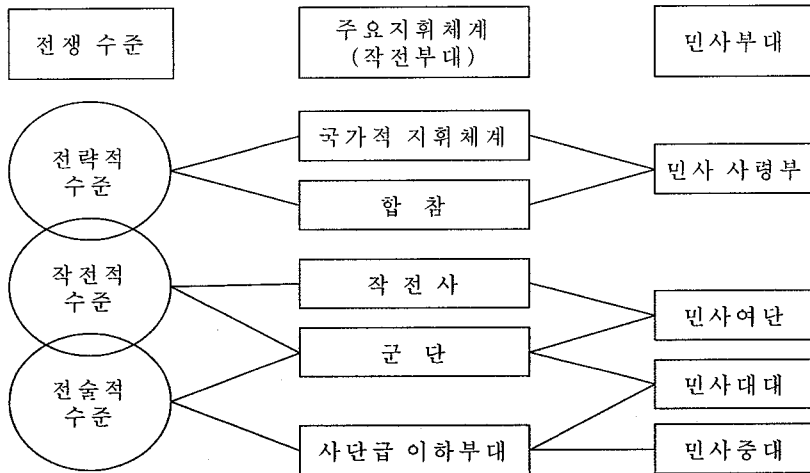 전쟁 수준
주요지휘체계
(작전부대)
민사부대
전략적
수준
국가적 지휘체계
합 참
민사 사령부
작전적
수준
작 전 사
군 단
민사여단
전술적
수준
사단급 이하부대
민사대대
민사중대